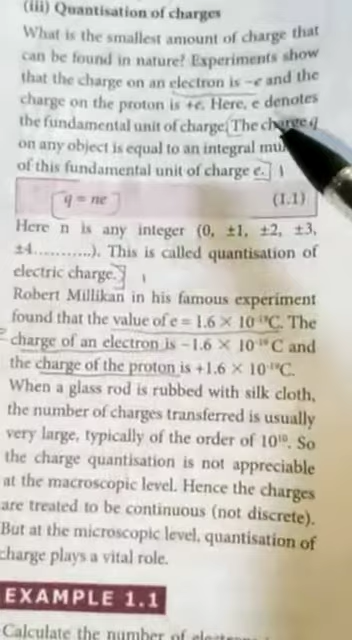 (iii) Quantisation of charges
What is the smallest amount of charge that
can be found in nature? Experiments show
that the charge on an electron is −e and the
charge on the proton is +e. Here, e denotes
the fundamental unit of charge. The charge q
on any object is equal to an integral mul
of this fundamental unit of charge e.
q = ne (1.1)
Here n is any integer (0, ±1, ±2, ±3,
±4...........). This is called quantisation of
electric charge.
Robert Millikan in his famous experiment
found that the value of e = 1.6 × 10⁻¹⁹C. The
charge of an electron is −1.6 × 10⁻¹⁹ C and
the charge of the proton is +1.6 × 10⁻¹⁹C.
When a glass rod is rubbed with silk cloth,
the number of charges transferred is usually
very large, typically of the order of 10¹⁰. So
the charge quantisation is not appreciable
at the macroscopic level. Hence the charges
are treated to be continuous (not discrete).
But at the microscopic level, quantisation of
charge plays a vital role.
EXAMPLE 1.1
Calculate the number of